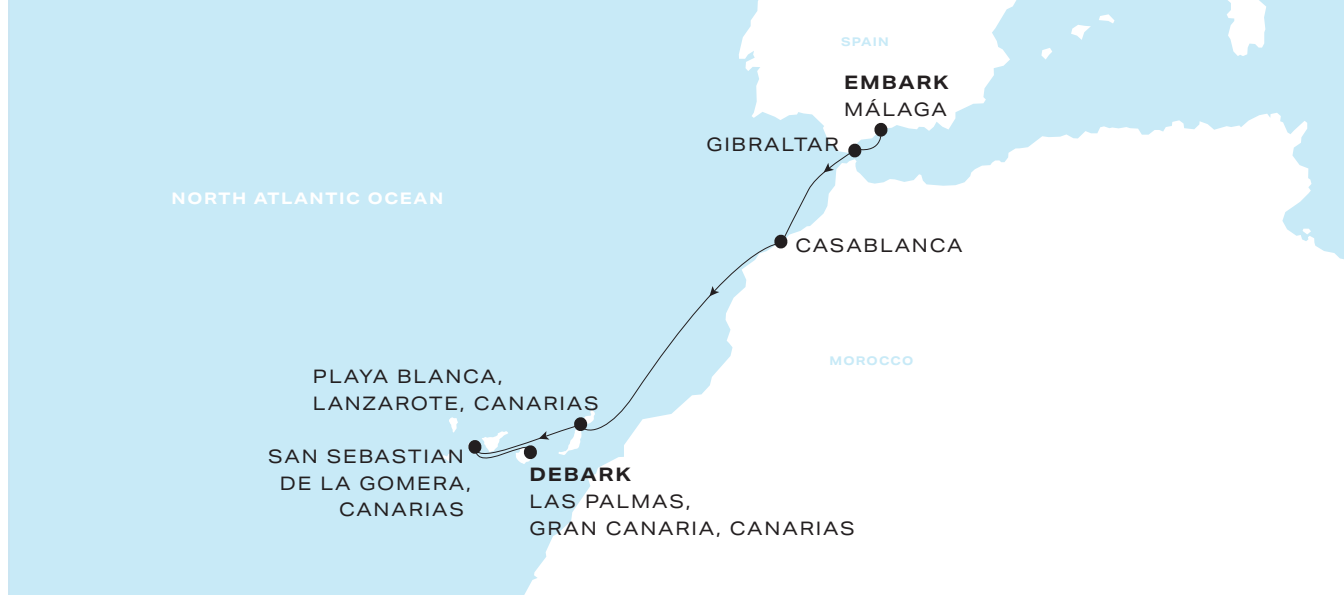 SPAIN
EMBARK
MÁLAGA
GIBRALTAR
NORTH ATLANTIC OCEAN
CASABLANCA
MOROCCO
PLAYA BLANCA,
LANZAROTE, CANARIAS
SAN SEBASTIAN
DE LA GOMERA,
CANARIAS
DEBARK
LAS PALMAS,
GRAN CANARIA, CANARIAS